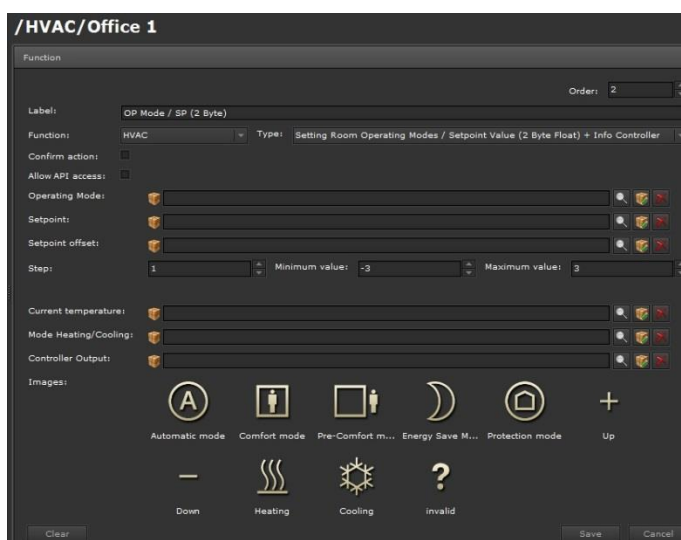 /HVAC/Office 1
Function
Order: 2
Label: OP Mode / SP (2 Byte)
Function: HVAC Type: Setting Room Operating Modes / Setpoint Value (2 Byte Float) + Info Controller
Confirm action:
Allow API access:
Operating Mode:
Setpoint:
Setpoint offset:
Step: 1 Minimum value: -3 Maximum value: 3
Current temperature:
Mode Heating/Cooling:
Controller Output:
Images:
A
Automatic mode Comfort mode Pre-Comfort m... Energy Save M... Protection mode Up
Down Heating Cooling invalid
Clear Save Cancel